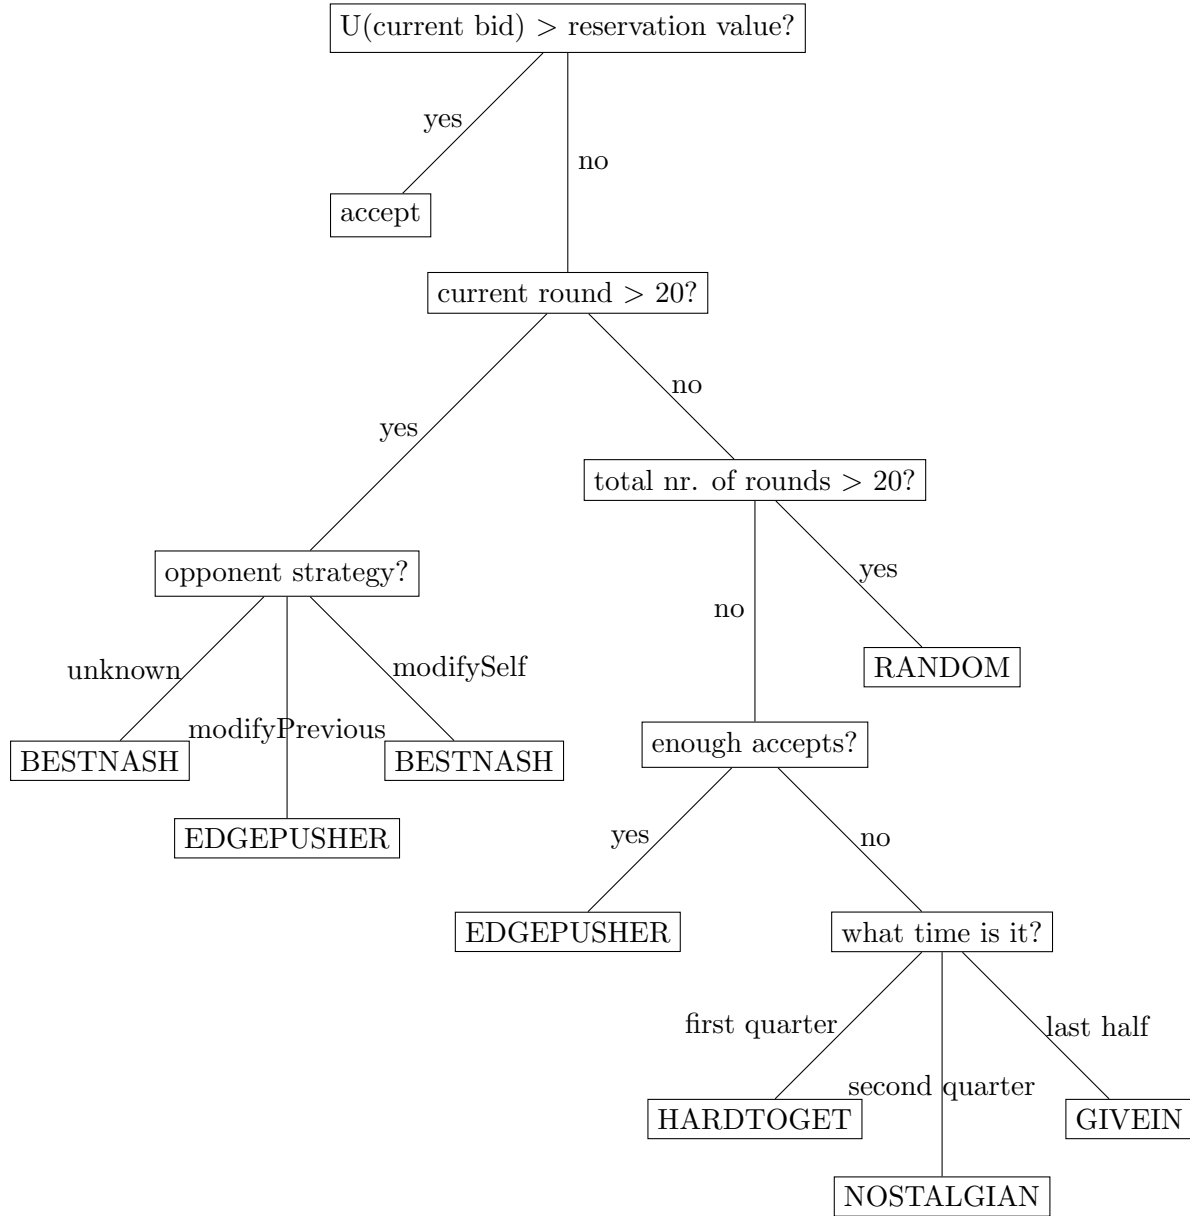 U(current bid) > reservation value?
yes
no
accept
current round > 20?
no
yes
total nr. of rounds > 20?
opponent strategy?
yes
no
unknown
modifySelf
RANDOM
modifyPrevious
enough accepts?
BESTNASH
BESTNASH
EDGEPUSHER
yes
no
EDGEPUSHER
what time is it?
first quarter
last half
second quarter
HARDTOGET
GIVEIN
NOSTALGIAN